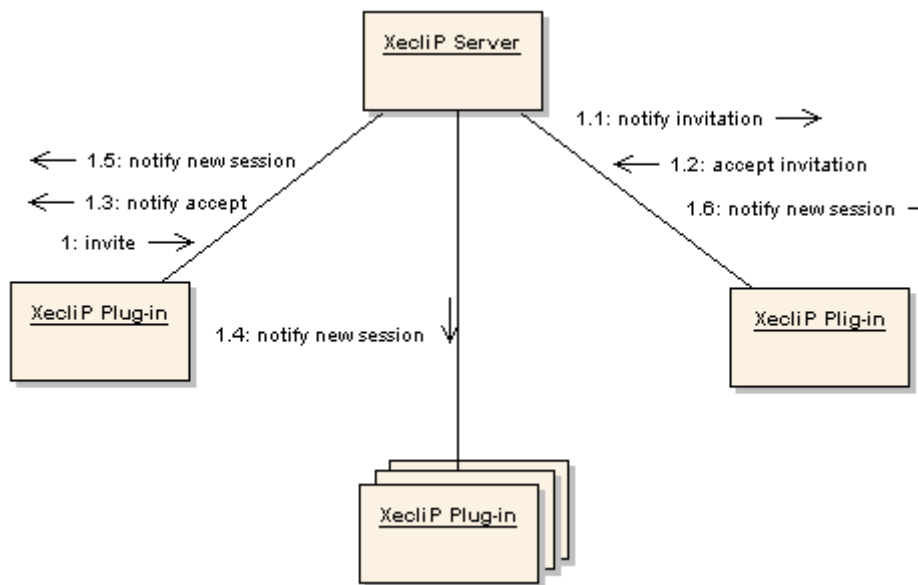 XecliP Server
1.1: notify invitation
1.5: notify new session
1.2: accept invitation
1.3: notify accept
1.6: notify new session
1: invite
XecliP Plug-in
XecliP Plig-in
1.4: notify new session
XecliP Plug-in